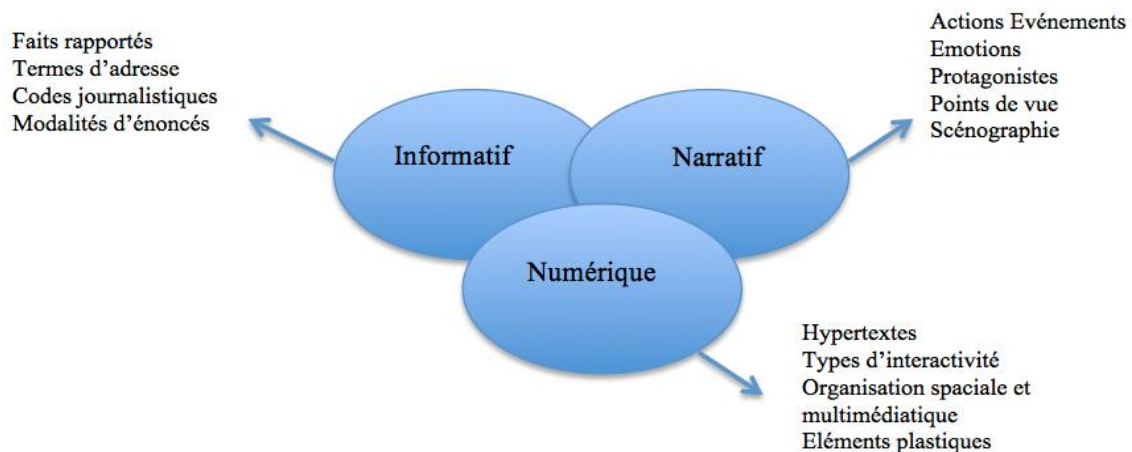 Faits rapportés
Termes d'adresse
Codes journalistiques
Modalités d'énoncés
Actions Evénements
Emotions
Protagonistes
Points de vue
Scénographie
Informatif
Narratif
Numérique
Hypertextes
Types d'interactivité
Organisation spaciale et
multimédiatique
Eléments plastiques